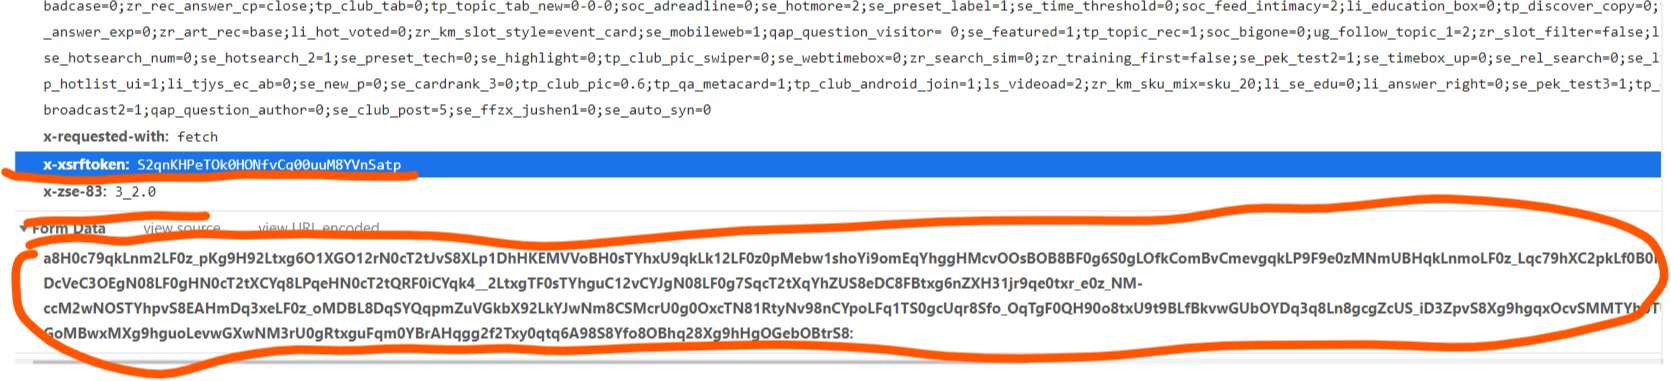 badcase=0;zr_rec_answer_cp=close;tp_club_tab=0;tp_topic_tab_new=0-0-0;soc_adreadline=0;se_hotmore=2;se_preset_label=1;se_time_threshold=0;soc_feed_intimacy=2;li_education_box=0;tp_discover_copy=0;
_answer_exp=0;zr_art_rec=base;li_hot_voted=0;zr_km_slot_style=event_card;se_mobileweb=1;qap_question_visitor= 0;se_featured=1;tp_topic_rec=1;soc_bigone=0;ug_follow_topic_1=2;zr_slot_filter=false;l
se_hotsearch_num=0;se_hotsearch_2=1;se_preset_tech=0;se_highlight=0;tp_club_pic_swiper=0;se_webtimebox=0;zr_search_sim=0;zr_training_first=false;se_pek_test2=1;se_timebox_up=0;se_rel_search=0;se_l
p_hotlist_ui=1;li_tjys_ec_ab=0;se_new_p=0;se_cardrank_3=0;tp_club_pic=0.6;tp_qa_metacard=1;tp_club_android_join=1;ls_videoad=2;zr_km_sku_mix=sku_20;li_se_edu=0;li_answer_right=0;se_pek_test3=1;tp_
broadcast2=1;qap_question_author=0;se_club_post=5;se_ffzx_jushen1=0;se_auto_syn=0
x-requested-with: fetch
x-xsrftoken: S2qnKHPeTOk0HONfvCq00uuM8YVnSatp
x-zse-83: 3_2.0
Form Data view source view URL encoded
a8H0c79qkLnm2LF0z_pKg9H92Ltxg6O1XGO12rN0cT2tJvS8XLp1DhHKEMVVoBH0sTYhxU9qkLk12LF0z0pMebw1shoYi9omEqYhggHMcvOOsBOB8BF0g6S0gLOfkComBvCmevgqkLP9F9e0zMNmUBHqkLnmoLF0z_Lqc79hXC2pkLf0B0
DcVeC3OEgN08LF0gHN0cT2tXCYq8LPqeHN0cT2tQRF0iCYqk4__2LtxgTF0sTYhguC12vCYJgN08LF0g7SqcT2tXqYhZUS8eDC8FBtxg6nZXH31jr9qe0txr_e0z_NM-
ccM2wNOSTYhpvS8EAHmDq3xeLF0z_oMDBL8DqSYQqpmZuVGkbX92LkYJwNm8CSMcrU0g0OxcTN81RtyNv98nCYpoLFq1TS0gcUqr8Sfo_OqTgF0QH90o8txU9t9BLfBkvwGUbOYDq3q8Ln8gcgZcUS_iD3ZpvS8Xg9hgqxOcvSMMTYh
GoMBwxMXg9hguoLevwGXwNM3rU0gRtxguFqm0YBrAHqgg2f2Txy0qtq6A98S8Yfo8OBhq28Xg9hHgOGebOBtrS8: